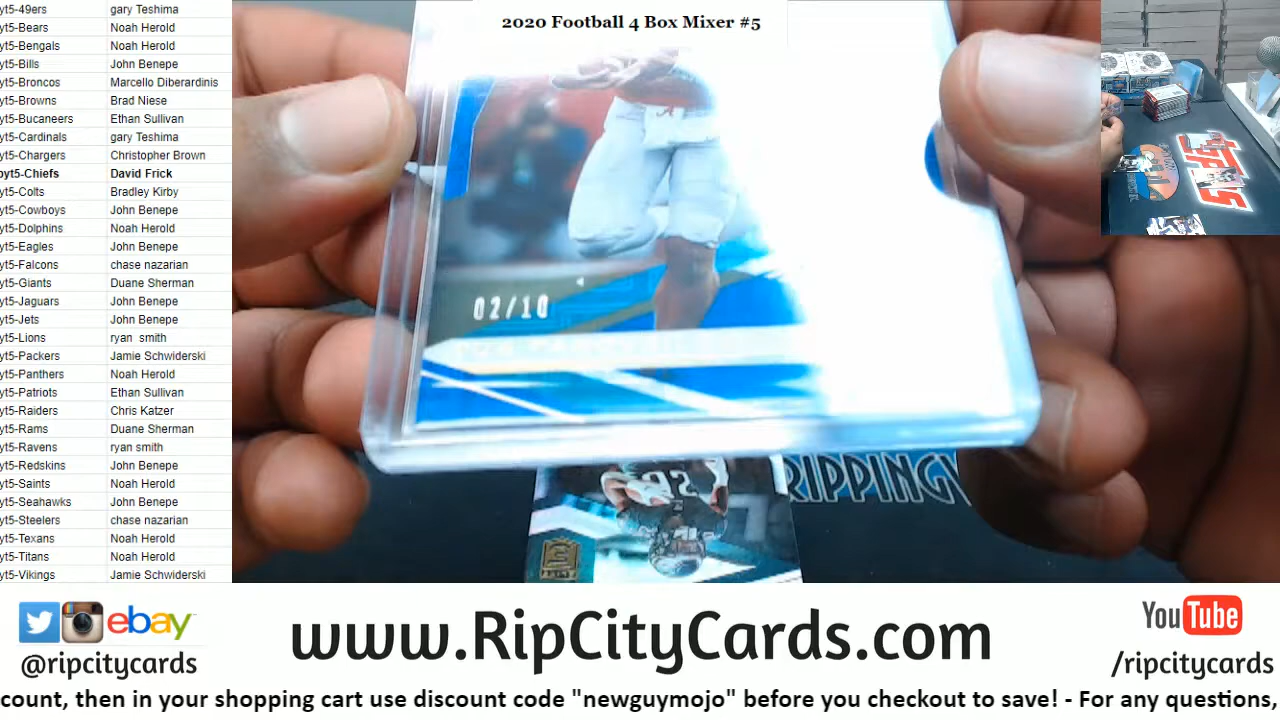 2020 Football 4 Box Mixer #5
yt5-49ers gary Teshima
yt5-Bears Noah Herold
yt5-Bengals Noah Herold
yt5-Bills John Benepe
yt5-Broncos Marcello Diberardinis
yt5-Browns Brad Niese
yt5-Bucaneers Ethan Sullivan
yt5-Cardinals gary Teshima
yt5-Chargers Christopher Brown
oyt5-Chiefs David Frick
yt5-Colts Bradley Kirby
yt5-Cowboys John Benepe
yt5-Dolphins Noah Herold
yt5-Eagles John Benepe
yt5-Falcons chase nazarian
yt5-Giants Duane Sherman
yt5-Jaguars John Benepe
yt5-Jets John Benepe
yt5-Lions ryan smith
yt5-Packers Jamie Schwiderski
yt5-Panthers Noah Herold
yt5-Patriots Ethan Sullivan
yt5-Raiders Chris Katzer
yt5-Rams Duane Sherman
yt5-Ravens ryan smith
yt5-Redskins John Benepe
yt5-Saints Noah Herold
yt5-Seahawks John Benepe
yt5-Steelers chase nazarian
yt5-Texans Noah Herold
yt5-Titans Noah Herold
yt5-Vikings Jamie Schwiderski
02/10
RIPPING
ebay
@ripcitycards
www.RipCityCards.com
YouTube
/ripcitycards
count, then in your shopping cart use discount code "newguymojo" before you checkout to save! - For any questions,